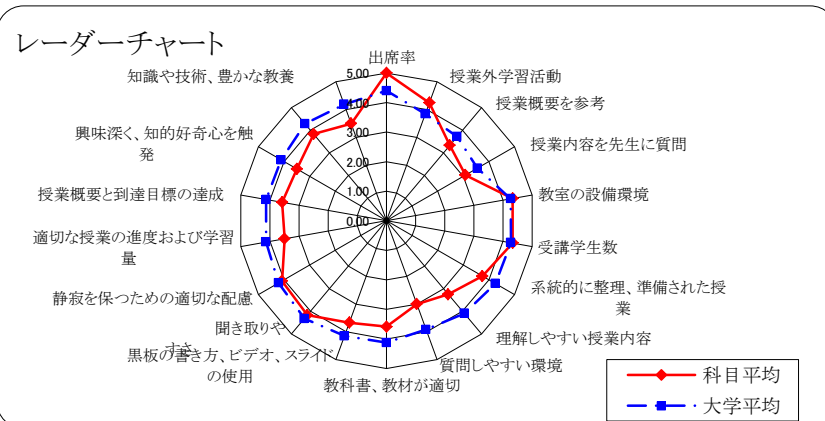 レーダーチャート
出席率
授業外学習活動
授業概要を参考
授業内容を先生に質問
教室の設備環境
受講学生数
系統的に整理、準備された授
業
理解しやすい授業内容
質問しやすい環境
教科書、教材が適切
黒板の書き方、ビデオ、スライド
の使用
聞き取りや
すさ
静寂を保つための適切な配慮
適切な授業の進度および学習
量
授業概要と到達目標の達成
興味深く、知的好奇心を触
発
知識や技術、豊かな教養
5.00
4.00
3.00
2.00
1.00
0.00
科目平均
大学平均